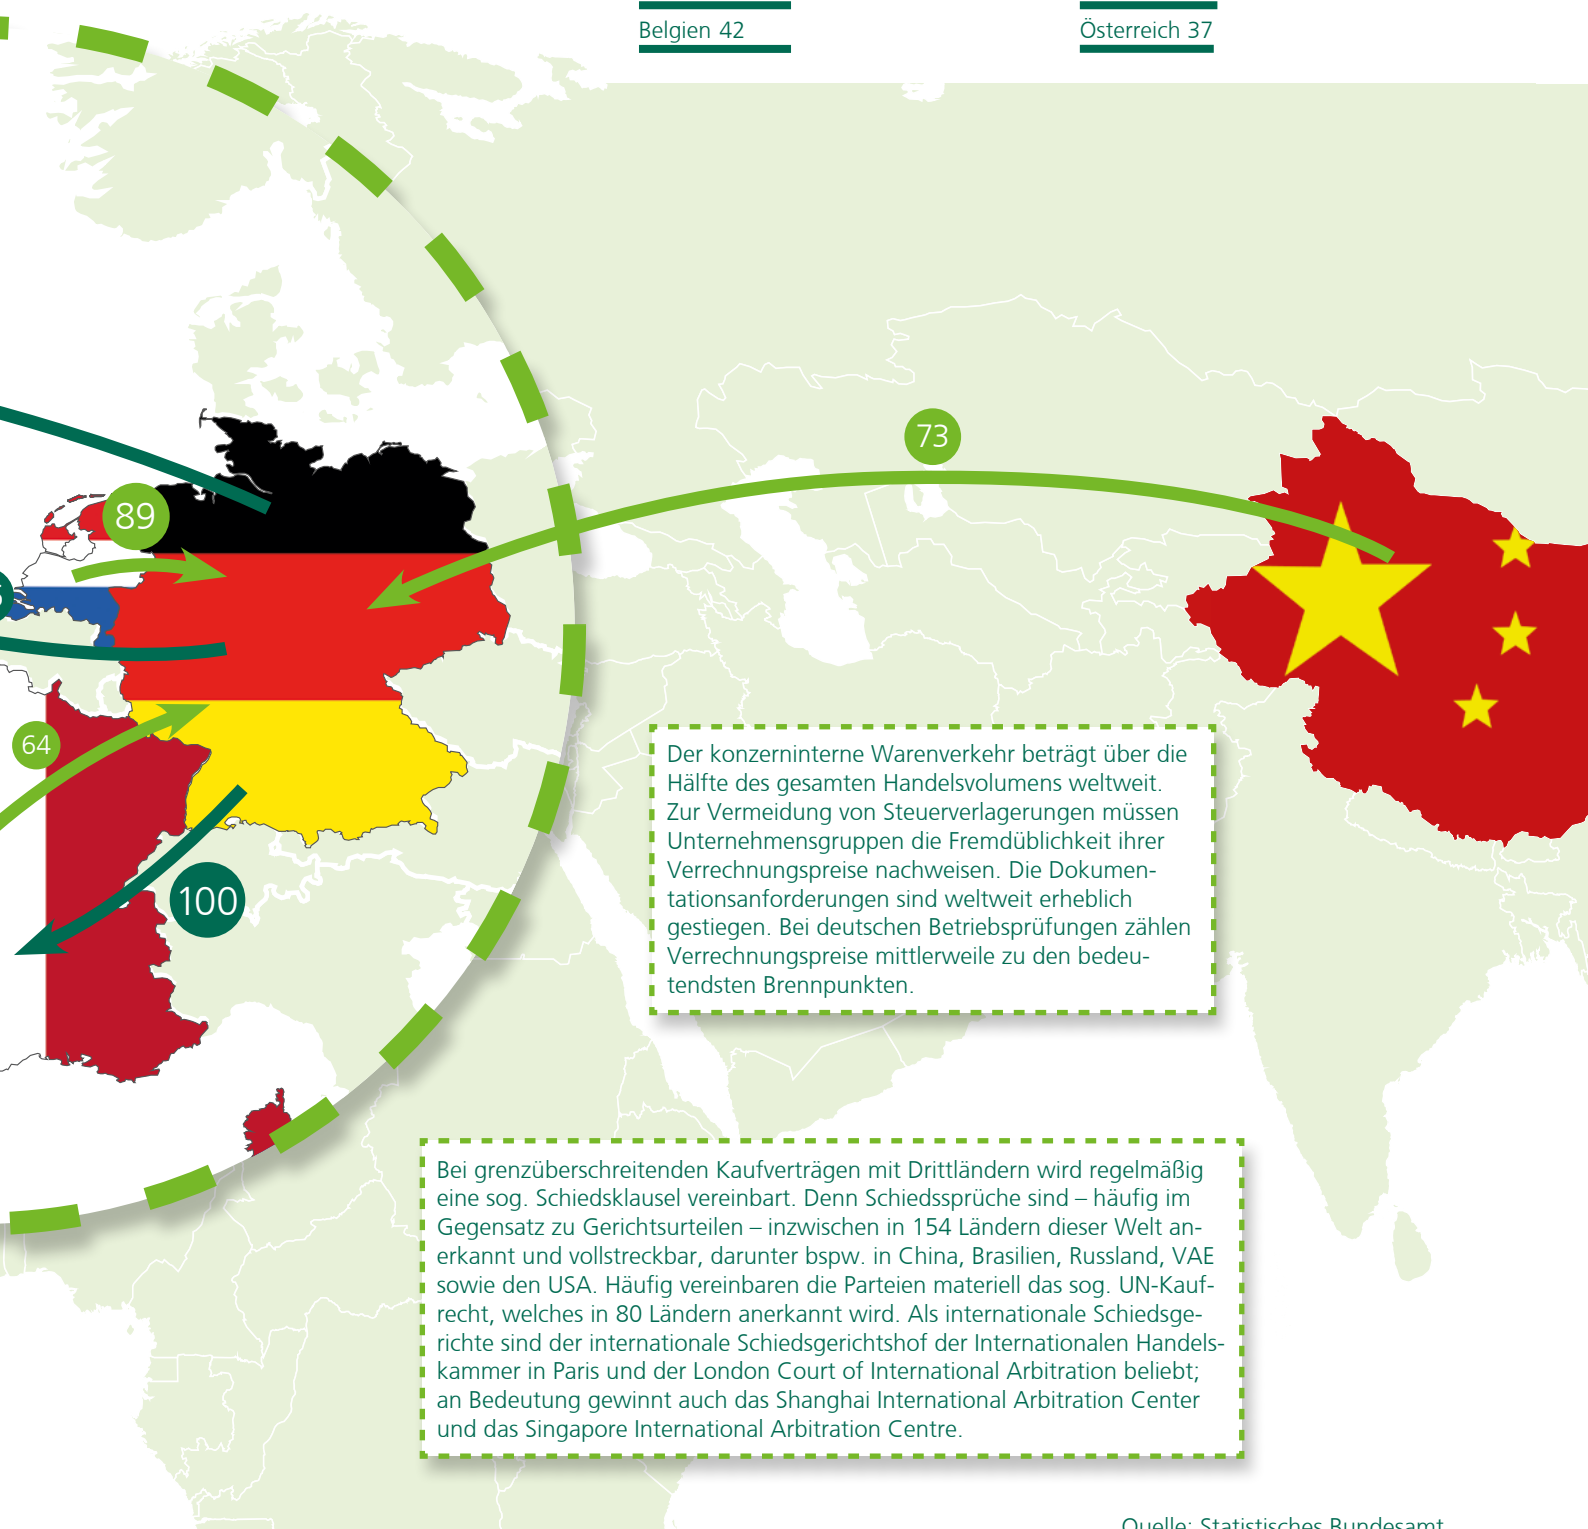 Belgien 42
Österreich 37
73
89
64
100
Der konzerninterne Warenverkehr beträgt über die
Hälfte des gesamten Handelsvolumens weltweit.
Zur Vermeidung von Steuerverlagerungen müssen
Unternehmensgruppen die Fremdüblichkeit ihrer
Verrechnungspreise nachweisen. Die Dokumen-
tationsanforderungen sind weltweit erheblich
gestiegen. Bei deutschen Betriebsprüfungen zählen
Verrechnungspreise mittlerweile zu den bedeu-
tendsten Brennpunkten.
Bei grenzüberschreitenden Kaufverträgen mit Drittländern wird regelmäßig
eine sog. Schiedsklausel vereinbart. Denn Schiedssprüche sind – häufig im
Gegensatz zu Gerichtsurteilen – inzwischen in 154 Ländern dieser Welt an-
erkannt und vollstreckbar, darunter bspw. in China, Brasilien, Russland, VAE
sowie den USA. Häufig vereinbaren die Parteien materiell das sog. UN-Kauf-
recht, welches in 80 Ländern anerkannt wird. Als internationale Schiedsge-
richte sind der internationale Schiedsgerichtshof der Internationalen Handels-
kammer in Paris und der London Court of International Arbitration beliebt;
an Bedeutung gewinnt auch das Shanghai International Arbitration Center
und das Singapore International Arbitration Centre.
Quelle: Statistisches Bundesamt